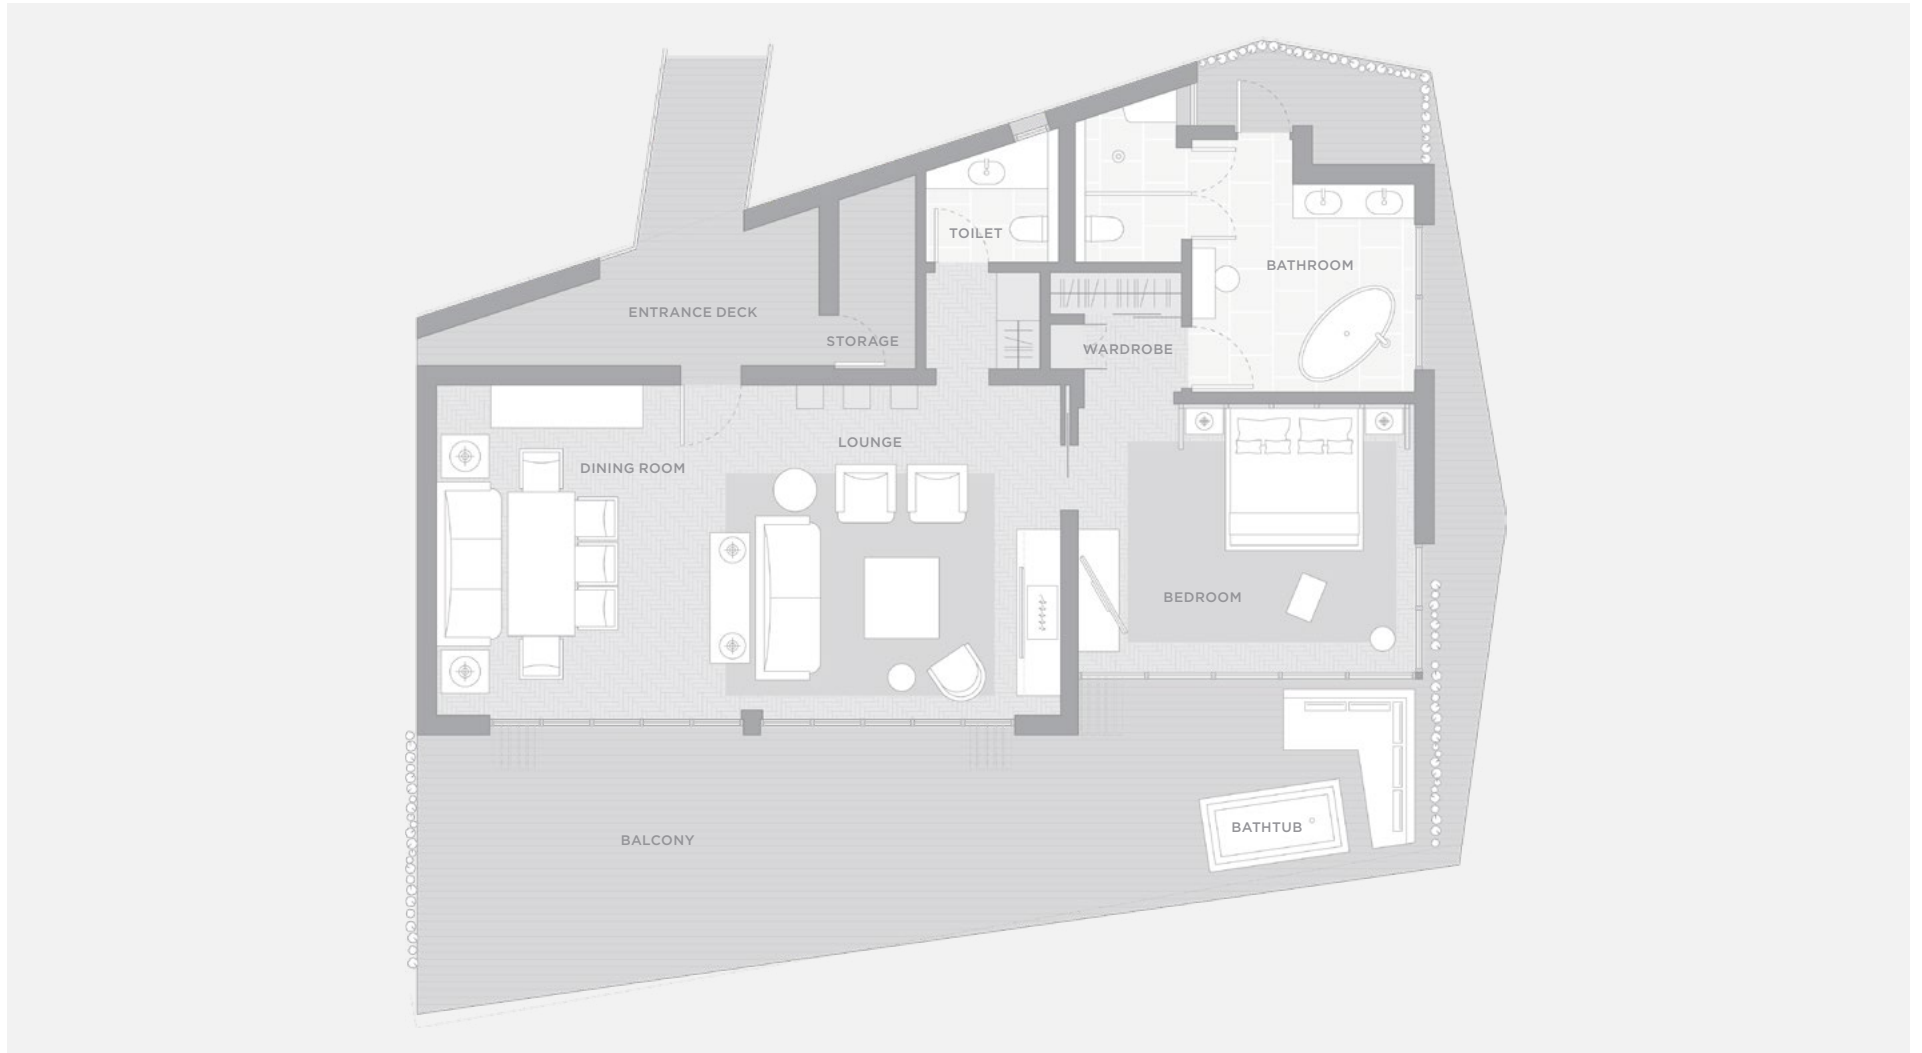 TOILET
BATHROOM
ENTRANCE DECK
STORAGE
WARDROBE
LOUNGE
DINING ROOM
BEDROOM
BATHTUB
BALCONY